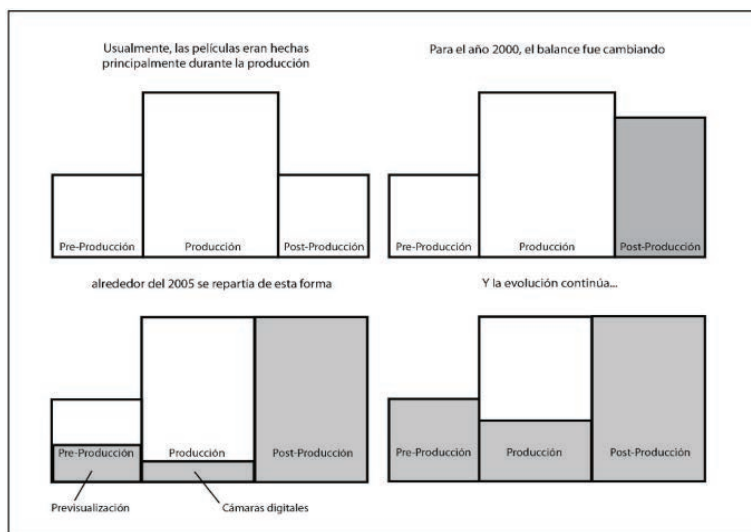 Usualmente, las películas eran hechas
principalmente durante la producción
Para el año 2000, el balance fue cambiando
Pre-Producción
Producción
Post-Producción
Pre-Producción
Producción
Post-Producción
alrededor del 2005 se repartía de esta forma
Y la evolución continúa...
Pre-Producción
Producción
Post-Producción
Pre-Producción
Producción
Post-Producción
Previsualización
Cámaras digitales